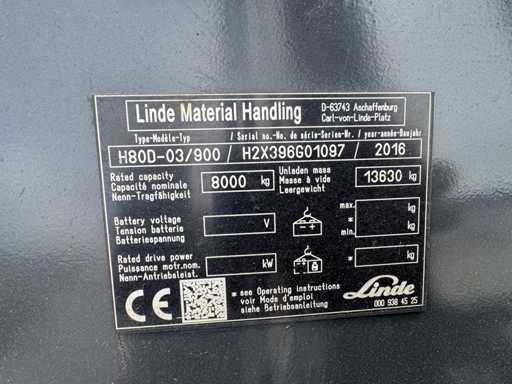 Linde Material Handling
D-63743 Aschaffenburg
Carl-von-Linde-Platz
Type-Modèle-Typ / Serial no.-No. de série-Serien-Nr. / year-année-Baujahr
H80D-03/900 / H2X396G01097 / 2016
Rated capacity
Capacité nominale
Nenn-Tragfähigkeit
8000 kg
Unladen mass
Masse à vide
Leergewicht
13630 kg
Battery voltage
Tension batterie
Batteriespannung
V
max. kg
*
min. kg
Rated drive power
Puissance motr.nom.
Nenn-Antriebsleist.
kW
* kg
CE
* see Operating instructions
voir Mode d'emploi
siehe Betriebsanleitung
Linde
000 938 45 25